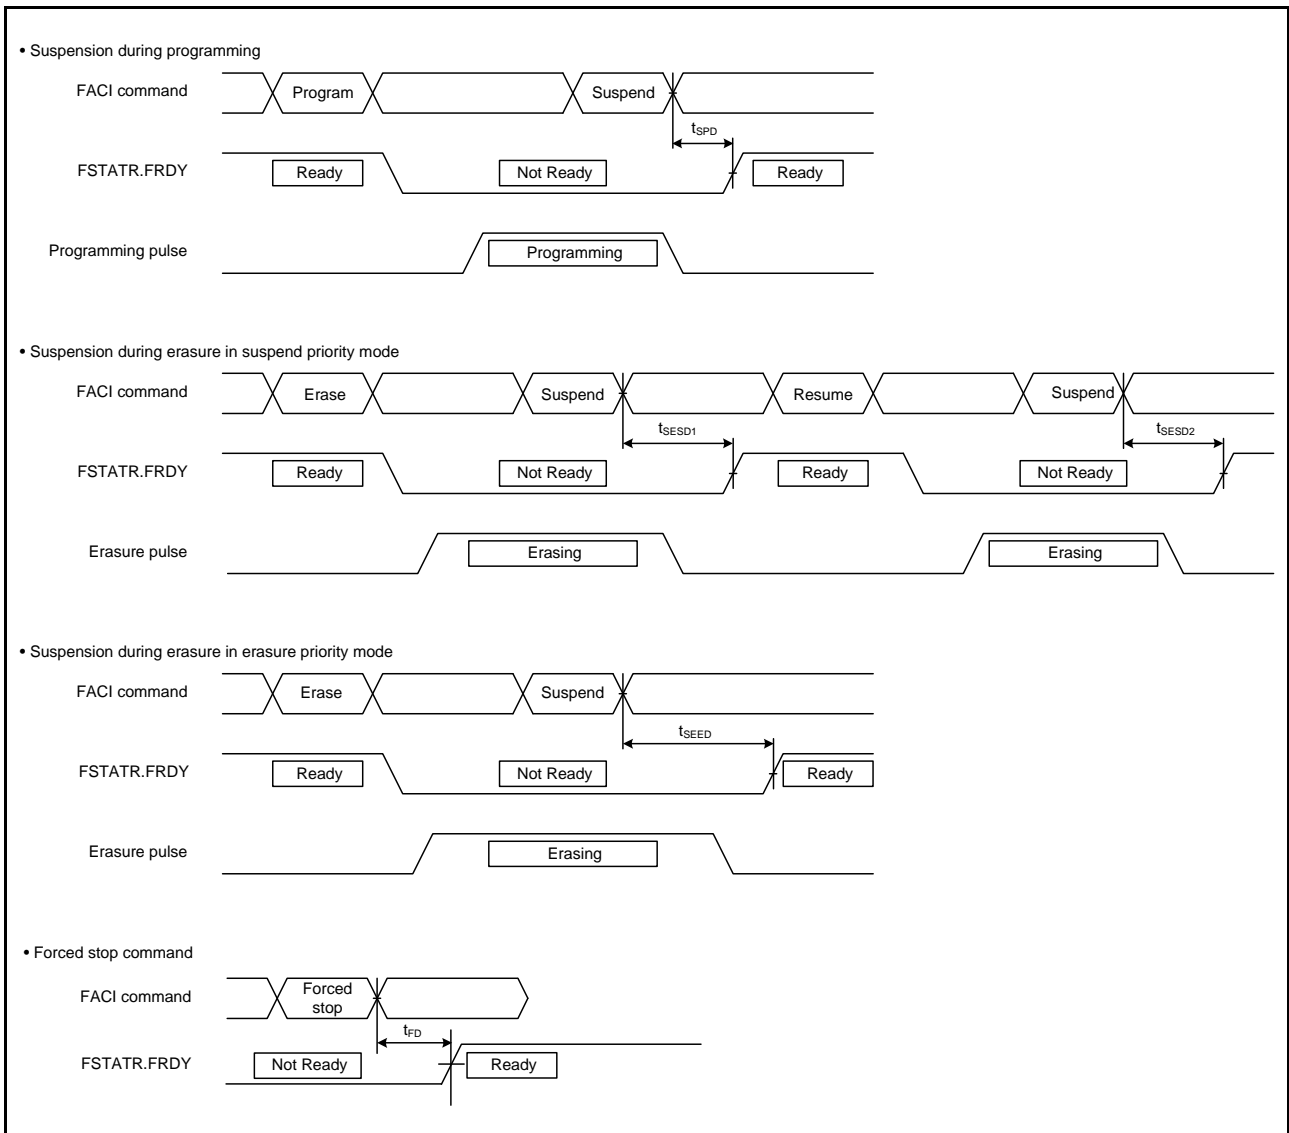 • Suspension during programming
FACI command
Program
Suspend
tSPD
FSTATR.FRDY
Ready
Not Ready
Ready
Programming pulse
Programming
• Suspension during erasure in suspend priority mode
FACI command
Erase
Suspend
Resume
Suspend
tSESD1
tSESD2
FSTATR.FRDY
Ready
Not Ready
Ready
Not Ready
Erasure pulse
Erasing
Erasing
• Suspension during erasure in erasure priority mode
FACI command
Erase
Suspend
tSEED
FSTATR.FRDY
Ready
Not Ready
Ready
Erasure pulse
Erasing
• Forced stop command
FACI command
Forced
stop
tFD
FSTATR.FRDY
Not Ready
Ready